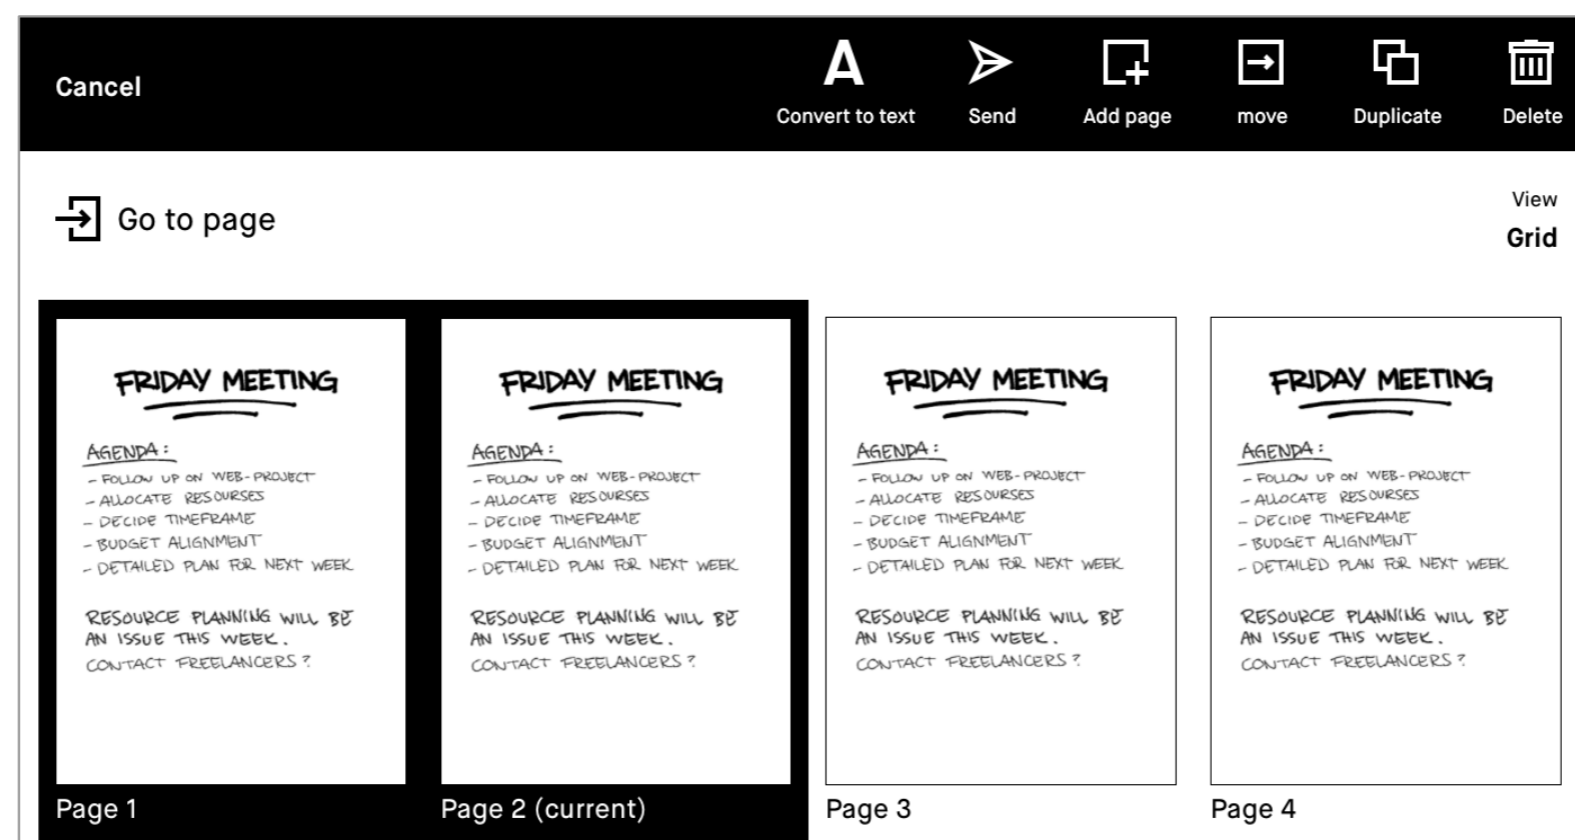 Cancel
Convert to text
Send
Add page
move
Duplicate
Delete
Go to page
View
Grid
FRIDAY MEETING
AGENDA:
- FOLLOW UP ON WEB-PROJECT
- ALLOCATE RESOURSES
- DECIDE TIMEFRAME
- BUDGET ALIGNMENT
- DETAILED PLAN FOR NEXT WEEK
RESOURCE PLANNING WILL BE
AN ISSUE THIS WEEK.
CONTACT FREELANCERS?
Page 1
FRIDAY MEETING
AGENDA:
- FOLLOW UP ON WEB-PROJECT
- ALLOCATE RESOURSES
- DECIDE TIMEFRAME
- BUDGET ALIGNMENT
- DETAILED PLAN FOR NEXT WEEK
RESOURCE PLANNING WILL BE
AN ISSUE THIS WEEK.
CONTACT FREELANCERS?
Page 2 (current)
FRIDAY MEETING
AGENDA:
- FOLLOW UP ON WEB-PROJECT
- ALLOCATE RESOURSES
- DECIDE TIMEFRAME
- BUDGET ALIGNMENT
- DETAILED PLAN FOR NEXT WEEK
RESOURCE PLANNING WILL BE
AN ISSUE THIS WEEK.
CONTACT FREELANCERS?
Page 3
FRIDAY MEETING
AGENDA:
- FOLLOW UP ON WEB-PROJECT
- ALLOCATE RESOURSES
- DECIDE TIMEFRAME
- BUDGET ALIGNMENT
- DETAILED PLAN FOR NEXT WEEK
RESOURCE PLANNING WILL BE
AN ISSUE THIS WEEK.
CONTACT FREELANCERS?
Page 4